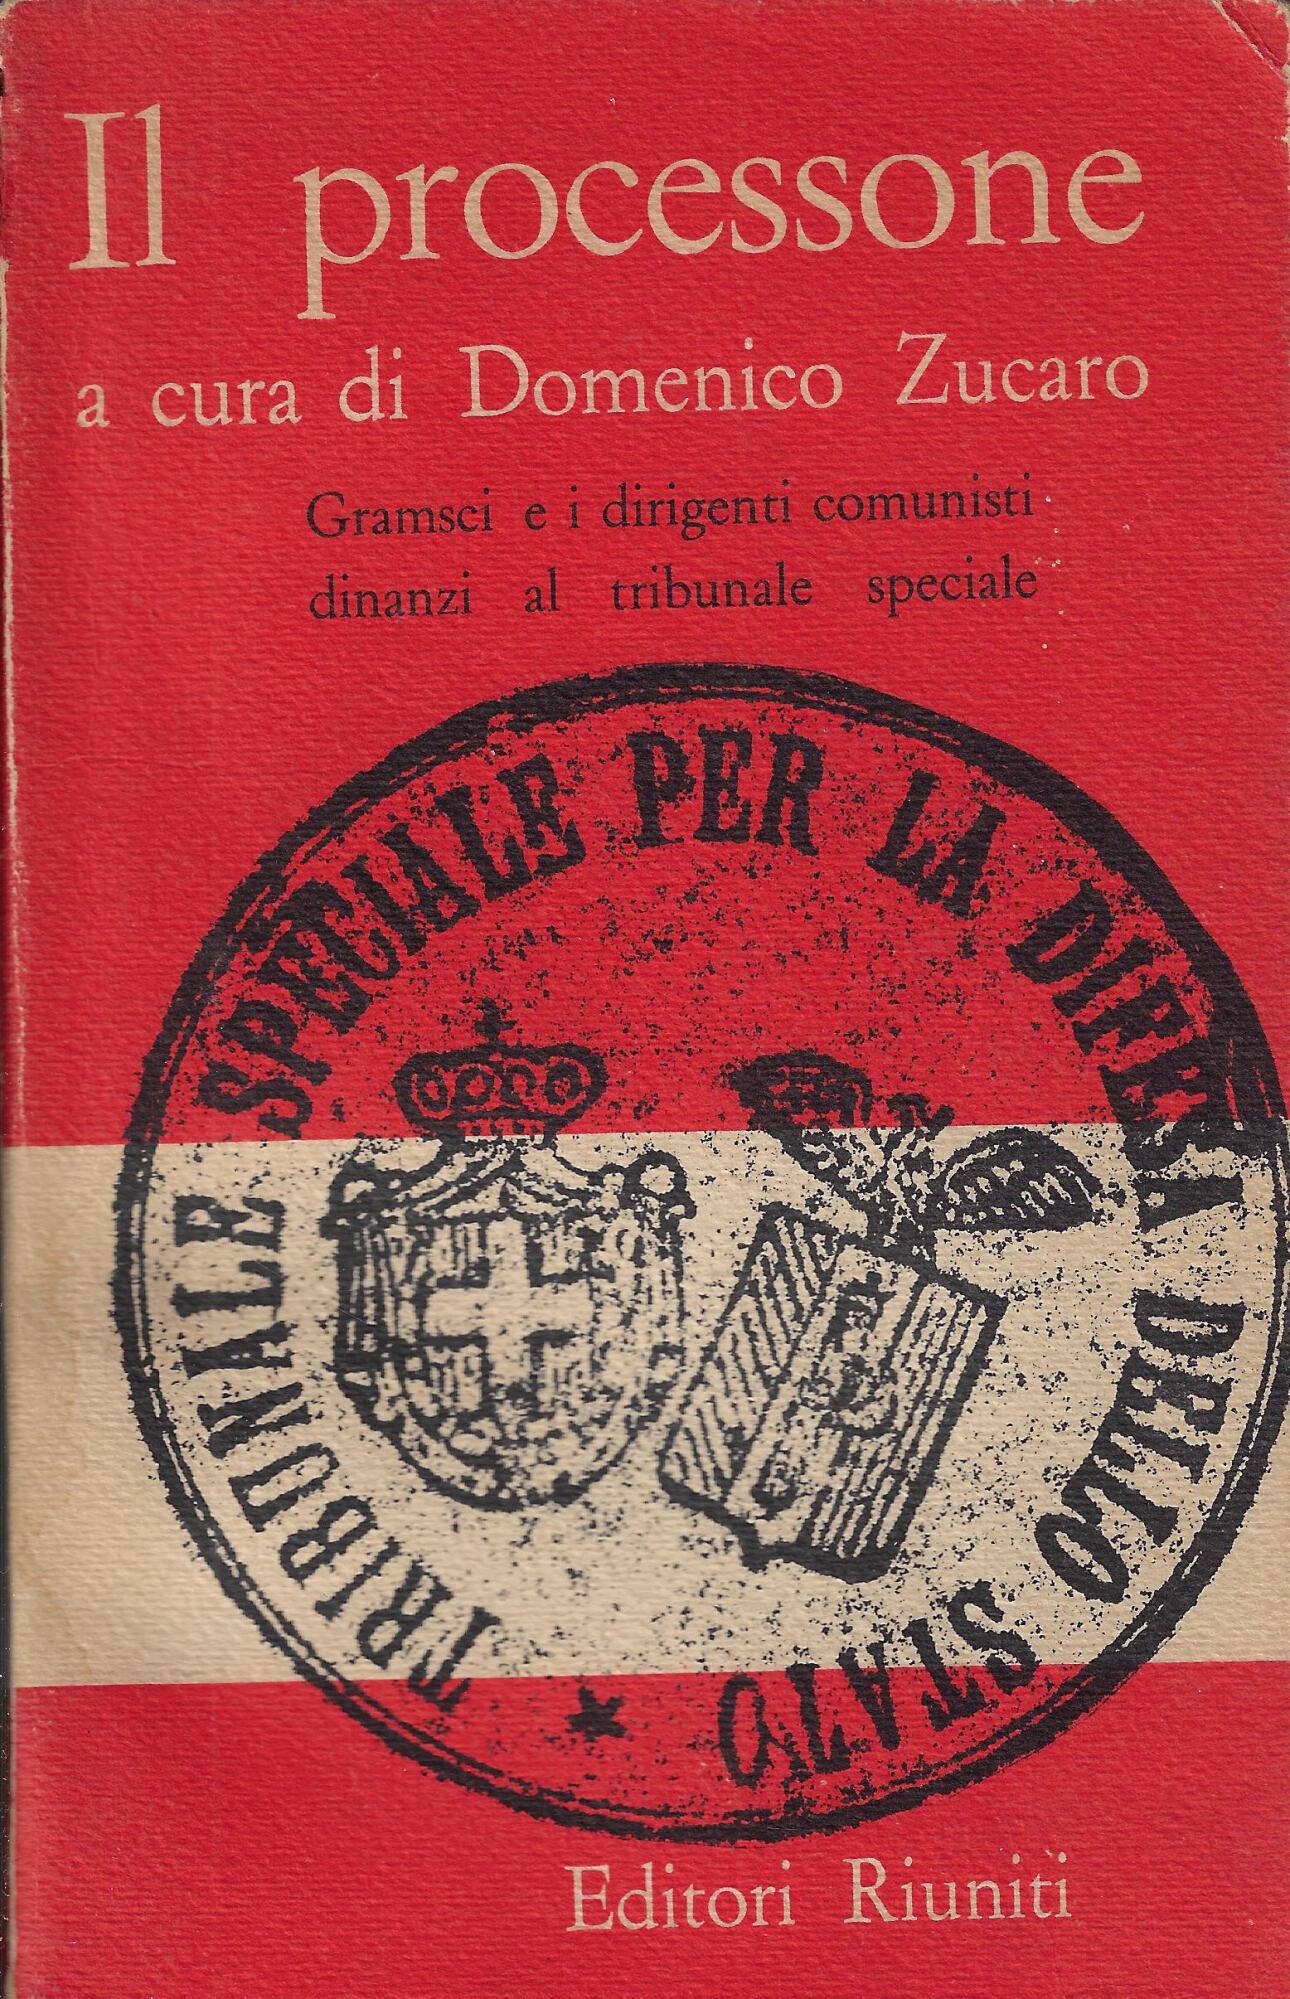 Il processone
a cura di Domenico Zucaro
Gramsci e i dirigenti comunisti
dinanzi al tribunale speciale
TRIBUNALE SPECIALE PER LA DIFESA DELLO STATO
Editori Riuniti